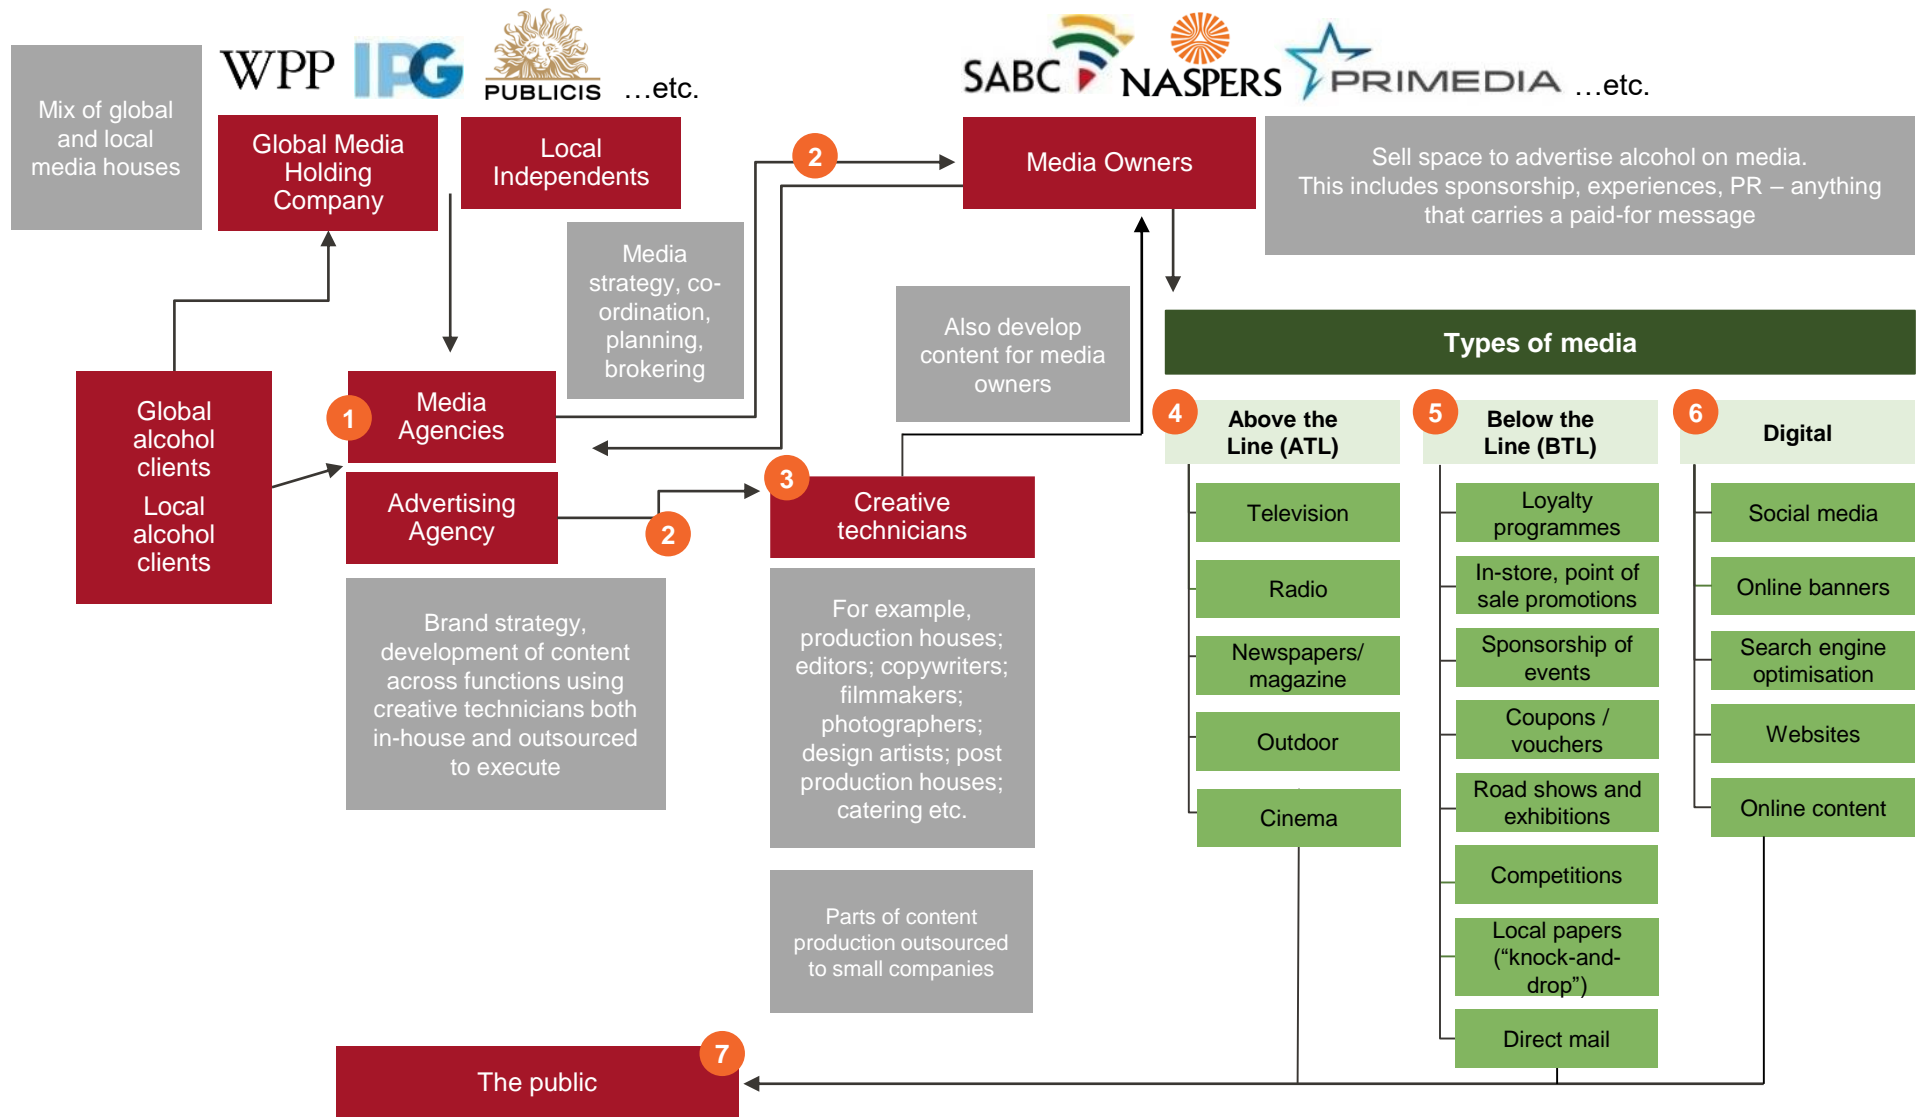 WPP
IPG
PUBLICIS
…etc.
SABC
NASPERS
PRIMEDIA
…etc.
Mix of global
and local
media houses
Global Media
Holding
Company
Local
Independents
2
Media Owners
Sell space to advertise alcohol on media.
This includes sponsorship, experiences, PR – anything
that carries a paid-for message
Media
strategy, co-
ordination,
planning,
brokering
Also develop
content for media
owners
Types of media
Global
alcohol
clients
Local
alcohol
clients
1
Media
Agencies
Advertising
Agency
2
3
Creative
technicians
Brand strategy,
development of content
across functions using
creative technicians both
in-house and outsourced
to execute
For example,
production houses;
editors; copywriters;
filmmakers;
photographers;
design artists; post
production houses;
catering etc.
Parts of content
production outsourced
to small companies
4
Above the
Line (ATL)
Television
Radio
Newspapers/
magazine
Outdoor
Cinema
5
Below the
Line (BTL)
Loyalty
programmes
In-store, point of
sale promotions
Sponsorship of
events
Coupons /
vouchers
Road shows and
exhibitions
Competitions
Local papers
(“knock-and-
drop”)
Direct mail
6
Digital
Social media
Online banners
Search engine
optimisation
Websites
Online content
7
The public